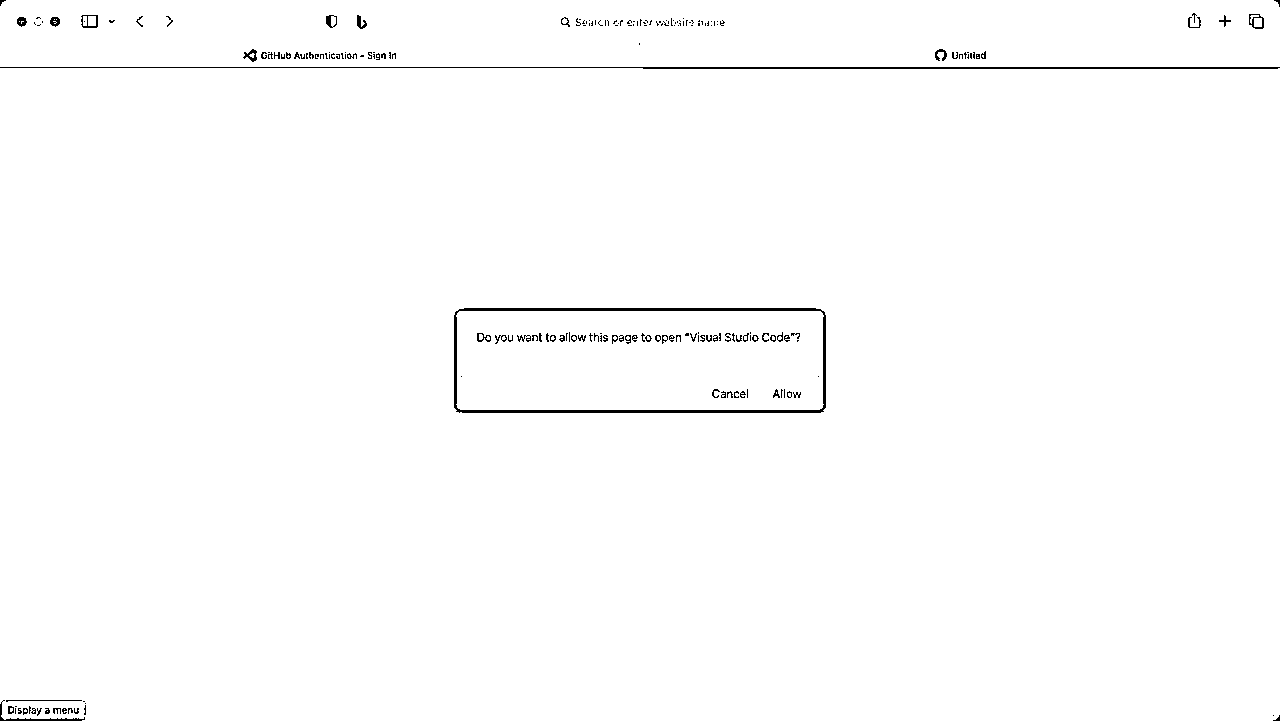 Search or enter website name
GitHub Authentication - Sign In
Untitled
Do you want to allow this page to open “Visual Studio Code”?
Cancel
Allow
Display a menu